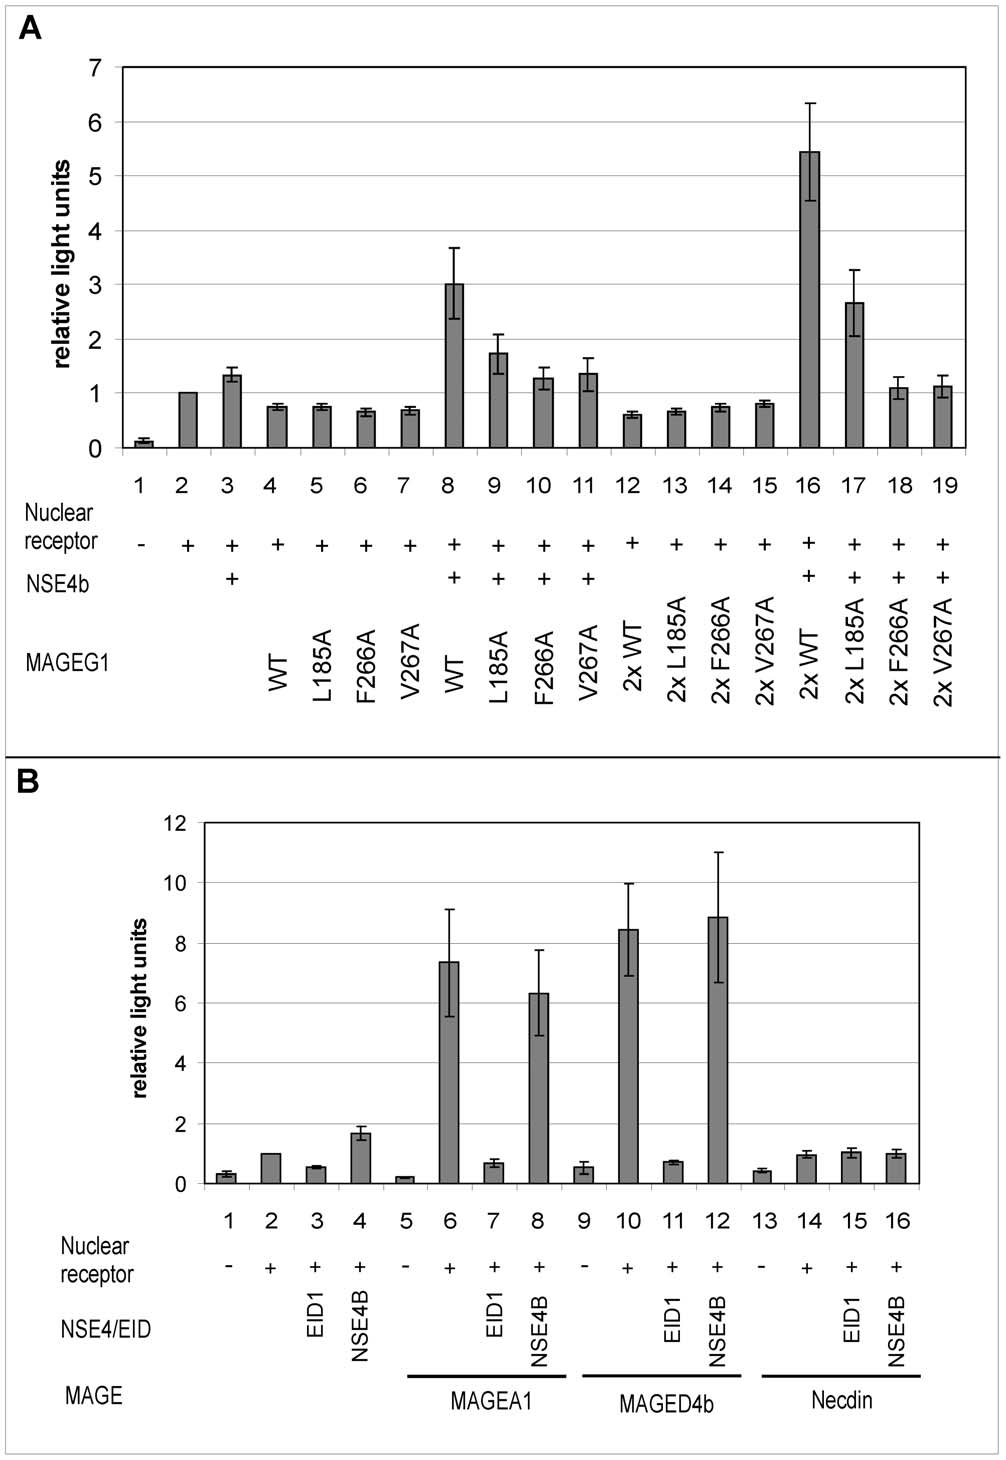 A
relative light units
7
6
5
4
3
2
1
0
1 2 3 4 5 6 7 8 9 10 11 12 13 14 15 16 17 18 19
Nuclear
receptor - + + + + + + + + + + + + + + + + + +
NSE4b + + + + + + + + +
MAGEG1 WT L185A F266A V267A WT L185A F266A V267A 2x WT 2x L185A 2x F266A 2x V267A 2x WT 2x L185A 2x F266A 2x V267A
B
relative light units
12
10
8
6
4
2
0
1 2 3 4 5 6 7 8 9 10 11 12 13 14 15 16
Nuclear
receptor - + + + - + + + - + + + - + + +
NSE4/EID EID1 NSE4B EID1 NSE4B EID1 NSE4B EID1 NSE4B
MAGE MAGEA1 MAGED4b Necdin